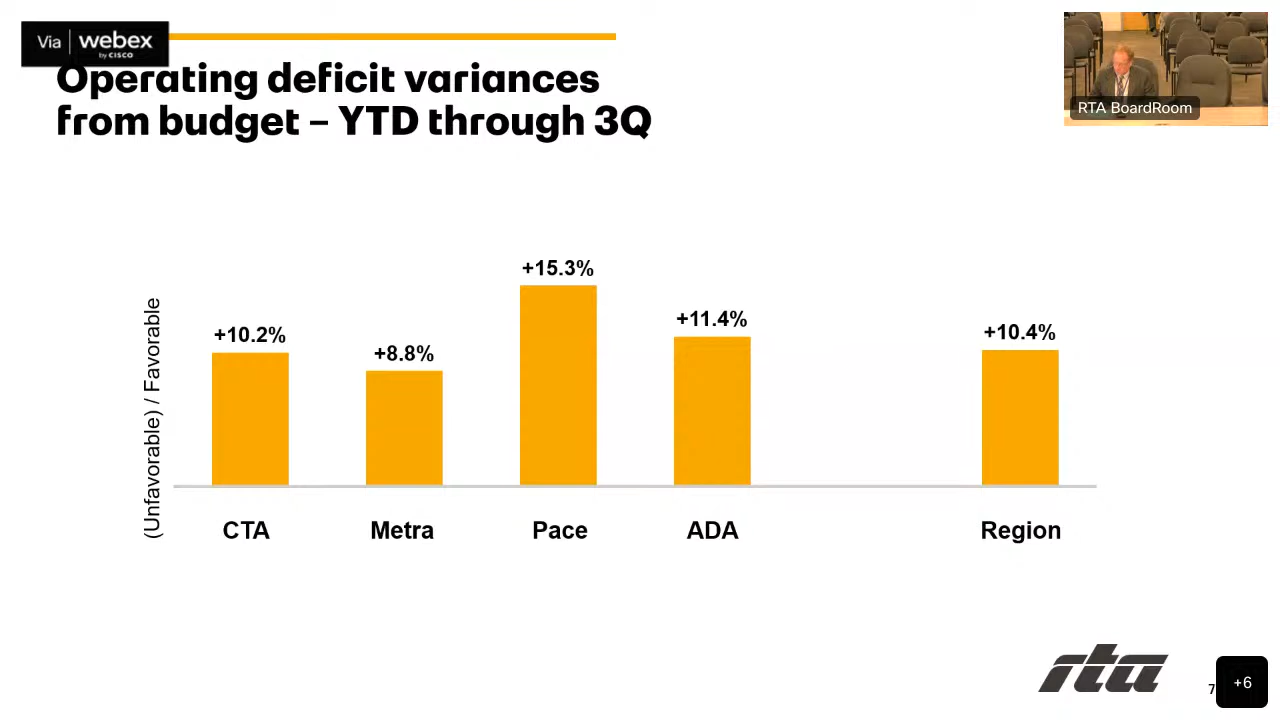 Via | webex
by CISCO
Operating deficit variances
from budget – YTD through 3Q
RTA BoardRoom
(Unfavorable) / Favorable
+10.2%
+8.8%
+15.3%
+11.4%
+10.4%
CTA
Metra
Pace
ADA
Region
rta
7
+6